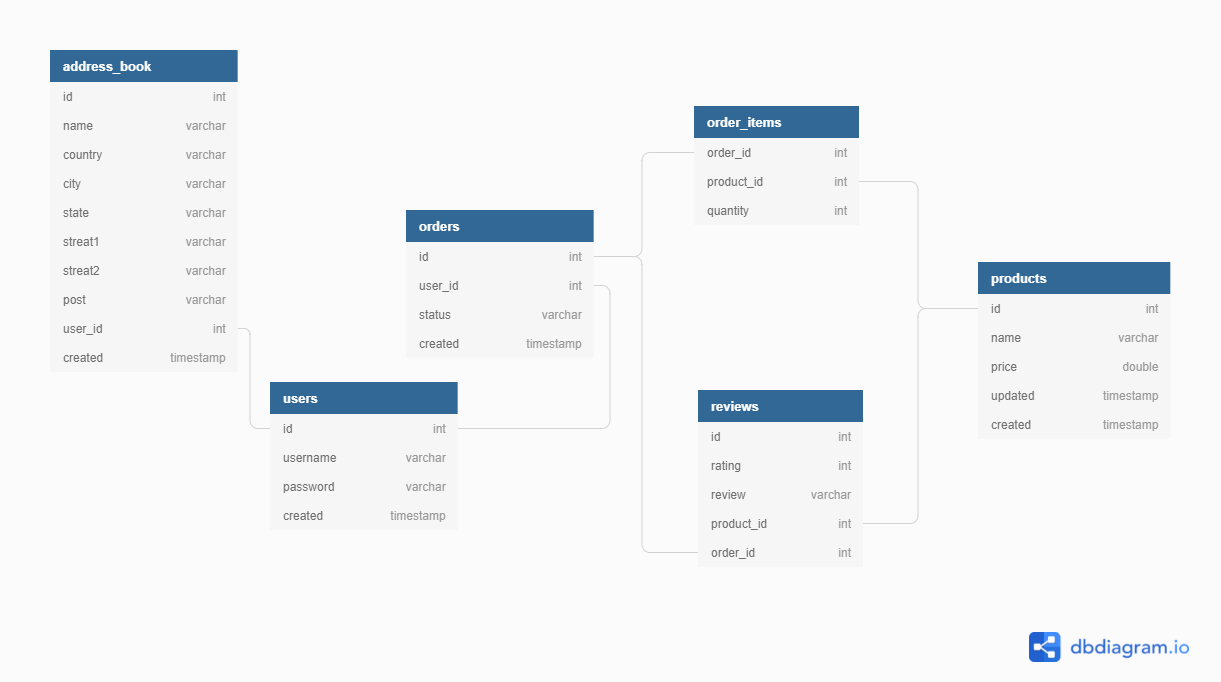 address_book
id int
name varchar
country varchar
city varchar
state varchar
streat1 varchar
streat2 varchar
post varchar
user_id int
created timestamp
orders
id int
user_id int
status varchar
created timestamp
users
id int
username varchar
password varchar
created timestamp
order_items
order_id int
product_id int
quantity int
reviews
id int
rating int
review varchar
product_id int
order_id int
products
id int
name varchar
price double
updated timestamp
created timestamp
dbdiagram.io